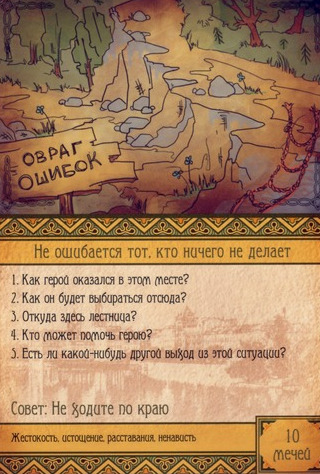 ОВРАГ
ОШИБОК
Не ошибается тот, кто ничего не делает
1. Как герой оказался в этом месте?
2. Как он будет выбираться отсюда?
3. Откуда здесь лестница?
4. Кто может помочь герою?
5. Есть ли какой-нибудь другой выход из этой ситуации?
Совет: Не ходите по краю
Жестокость, истощение, расставания, ненависть
10
мечей